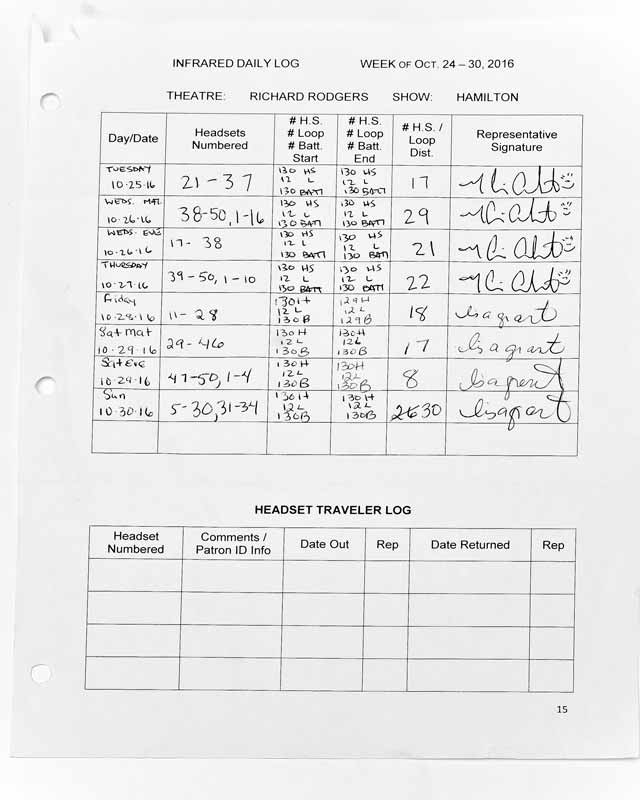 INFRARED DAILY LOG WEEK OF OCT. 24 – 30, 2016
THEATRE: RICHARD RODGERS SHOW: HAMILTON
Day/Date
Headsets
Numbered
# H.S.
# Loop
# Batt.
Start
# H.S.
# Loop
# Batt.
End
# H.S. /
Loop
Dist.
Representative
Signature
TUESDAY
10-25-16
21-37
130 HS
12 L
130 BATT
130 HS
12 L
130 BATT
17
WEDS. MAT
10-26-16
38-50, 1-16
130 HS
12 L
130 BATT
130 HS
12 L
130 BATT
29
WEDS. EVE
10-26-16
17- 38
130 HS
12 L
130 BATT
130 HS
12 L
130 BATT
21
THURSDAY
10-27-16
39-50, 1-10
130 HS
12 L
130 BATT
130 HS
12 L
130 BATT
22
Friday
10-28-16
11- 28
130H
12L
130B
129H
12L
129B
18
lisa grant
Sat mat
10-29-16
29-46
130H
12L
130B
130H
12L
130B
17
lisa grant
Sat Eve
10-29-16
47-50, 1-4
130H
12L
130B
130H
12L
130B
8
lisa grant
Sun
10-30-16
5-30, 31-34
130H
12L
130B
130H
12L
130B
30
lisa grant
HEADSET TRAVELER LOG
Headset
Numbered
Comments /
Patron ID Info
Date Out
Rep
Date Returned
Rep
15